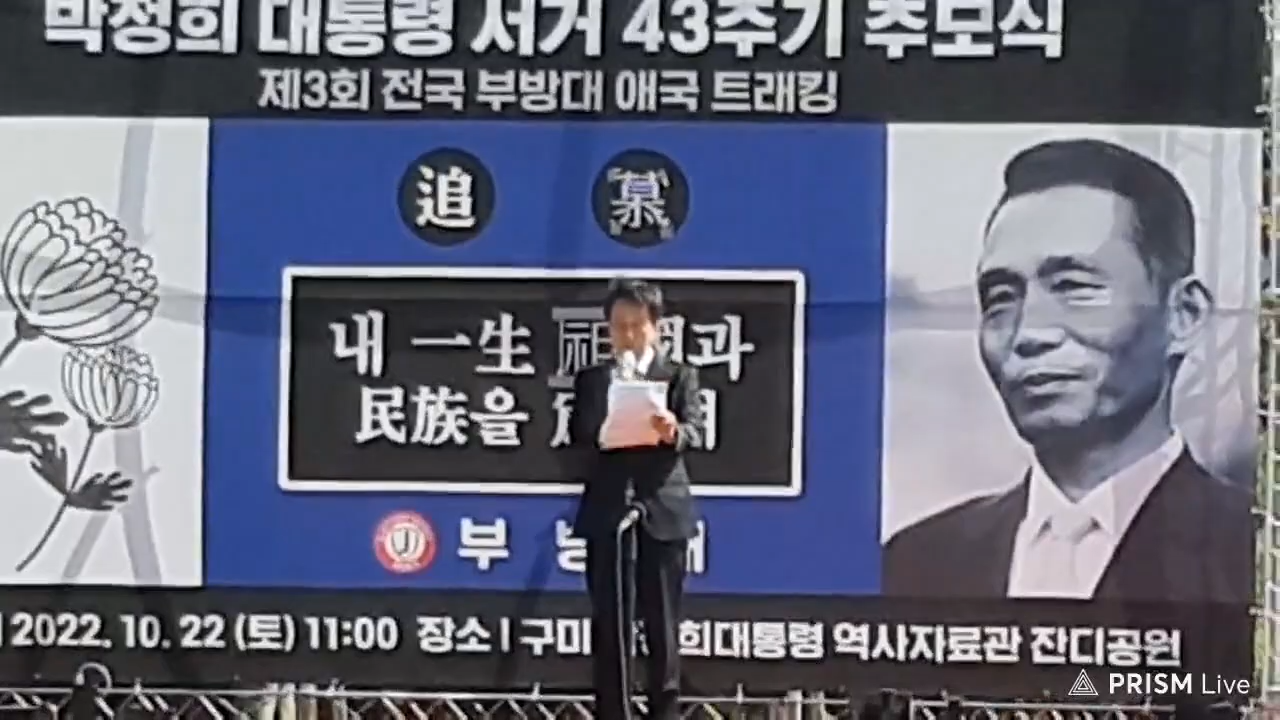 박정희 대통령 서거 43주기 추모식
제3회 전국 부방대 애국 트래킹
追 慕
내 一生 祖 과
民族을
부
2022. 10. 22 (토) 11:00 장소 | 구미 희대통령 역사자료관 잔디공원
PRISM Live